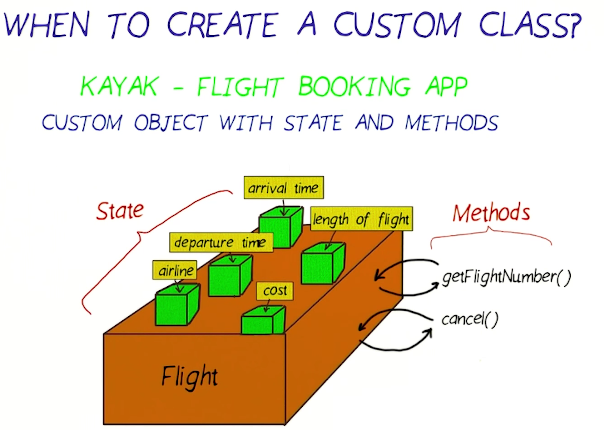 WHEN TO CREATE A CUSTOM CLASS?
KAYAK - FLIGHT BOOKING APP
CUSTOM OBJECT WITH STATE AND METHODS
State
arrival time
length of flight
Methods
departure time
airline
cost
getFlightNumber()
cancel()
Flight